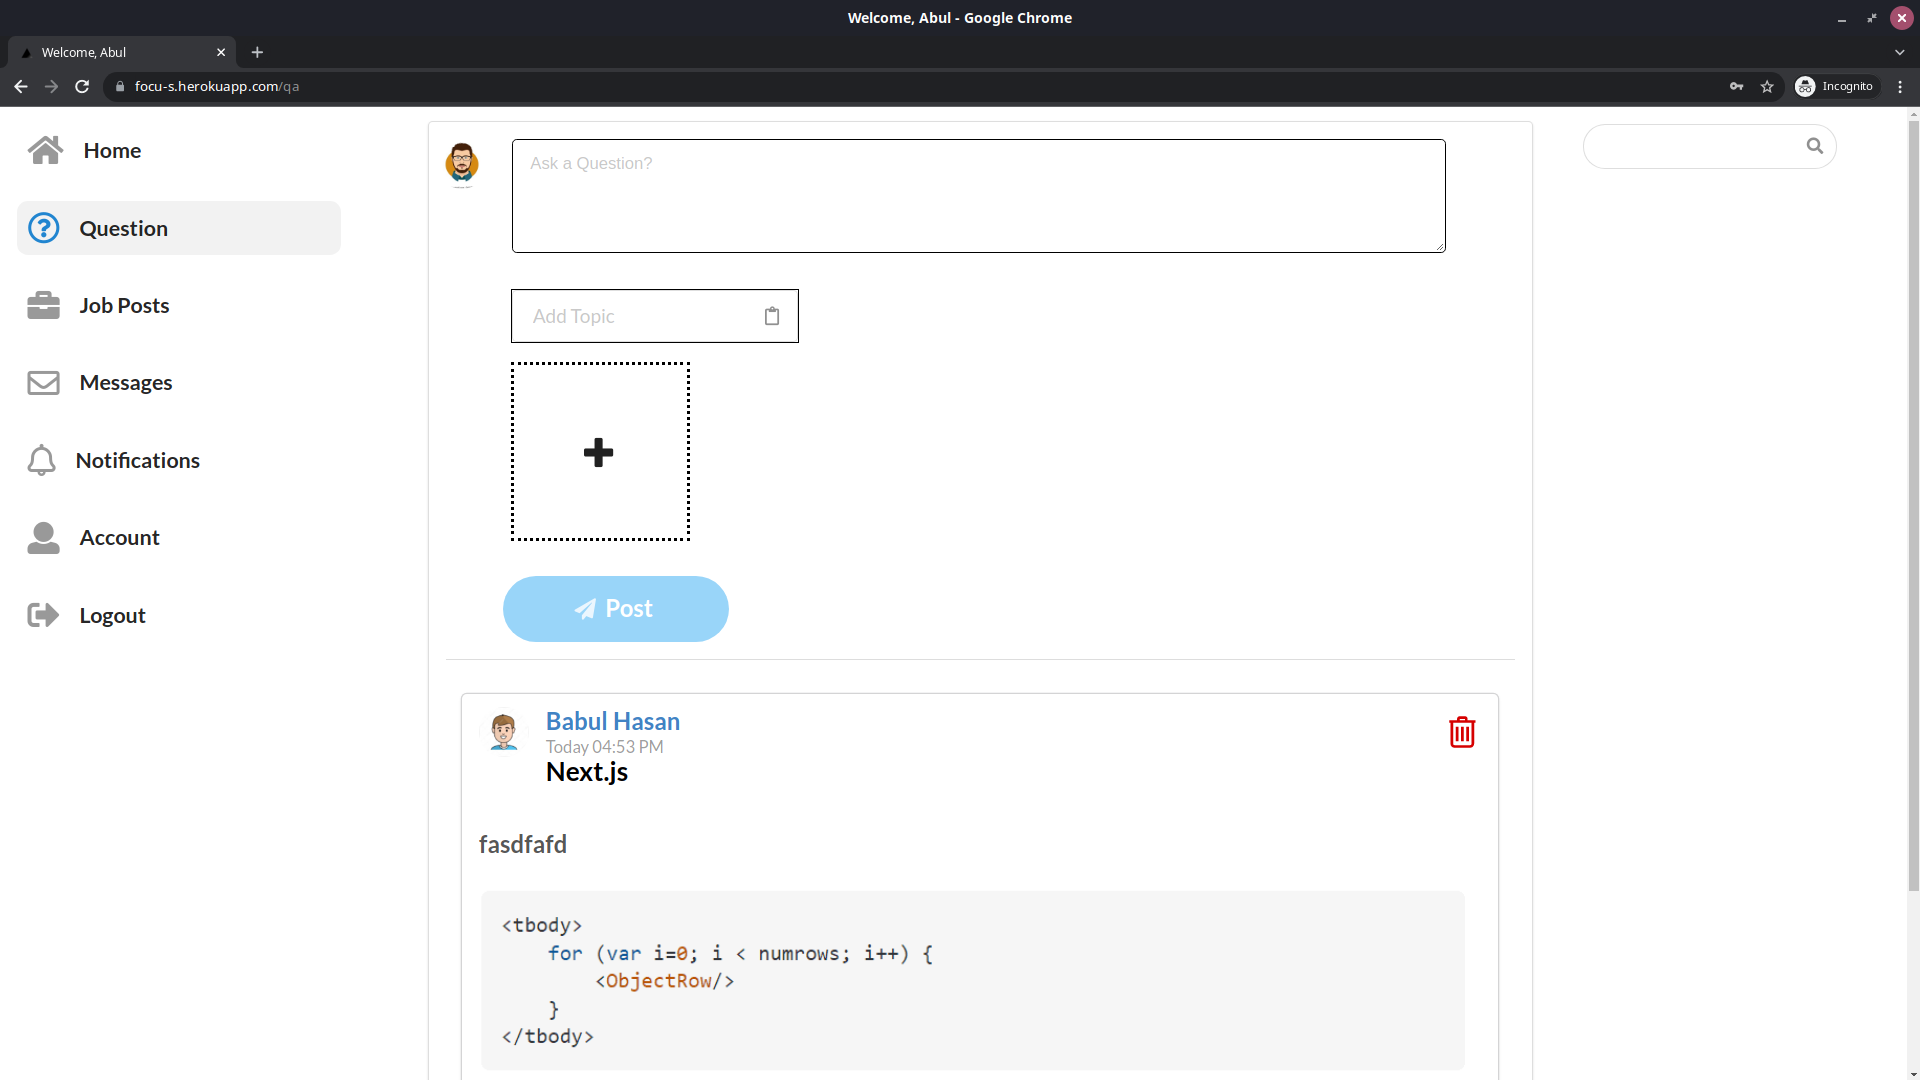 Welcome, Abul - Google Chrome
Welcome, Abul
focu-s.herokuapp.com/qa
Incognito
Home
Question
Job Posts
Messages
Notifications
Account
Logout
Ask a Question?
Add Topic
Post
Babul Hasan
Today 04:53 PM
Next.js
fasdfafd
<tbody>
    for (var i=0; i < numrows; i++) {
        <ObjectRow/>
    }
</tbody>